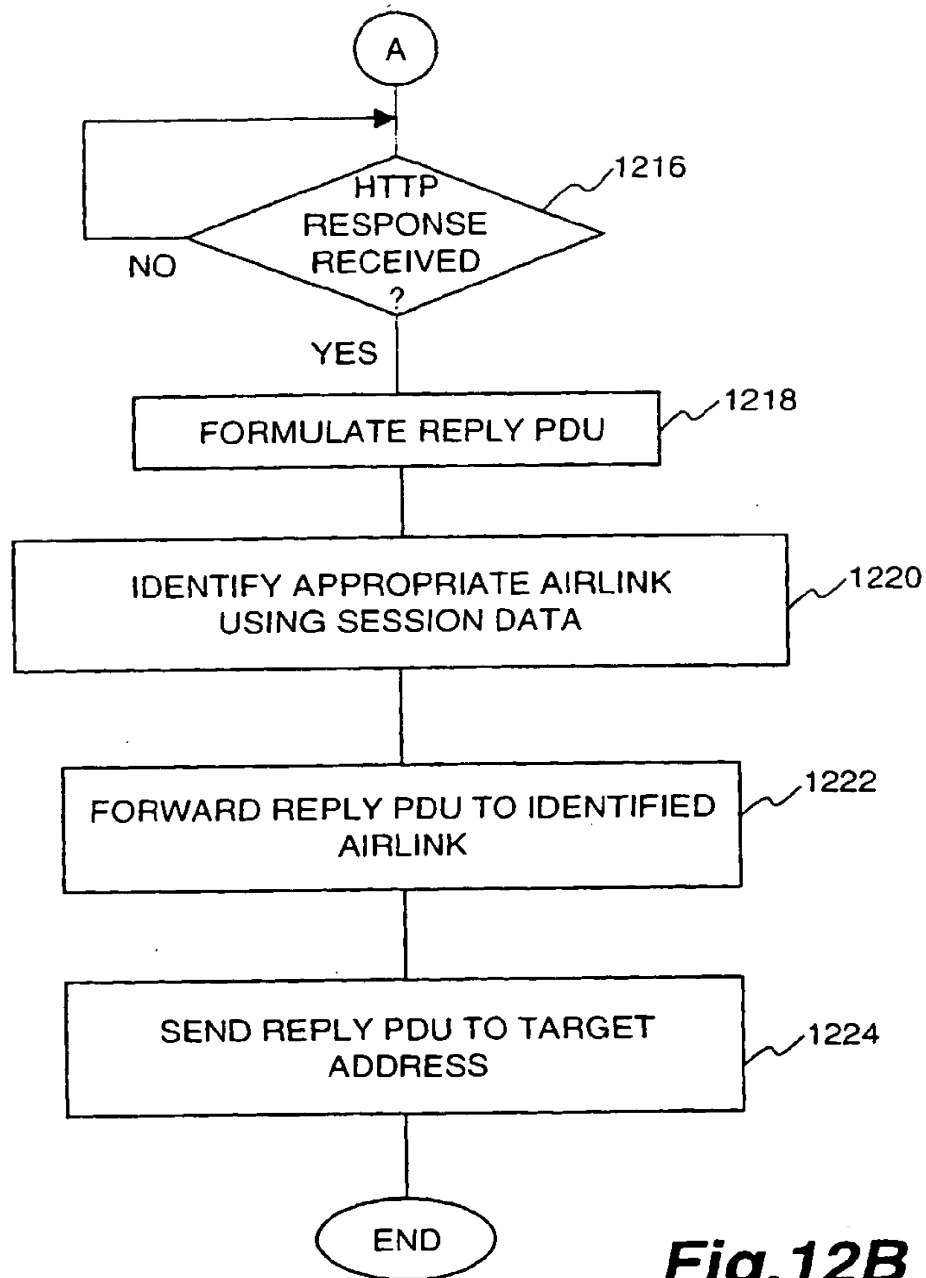 A
HTTP
RESPONSE
RECEIVED
?
1216
NO
YES
FORMULATE REPLY PDU
1218
IDENTIFY APPROPRIATE AIRLINK
USING SESSION DATA
1220
FORWARD REPLY PDU TO IDENTIFIED
AIRLINK
1222
SEND REPLY PDU TO TARGET
ADDRESS
1224
END
Fig.12B